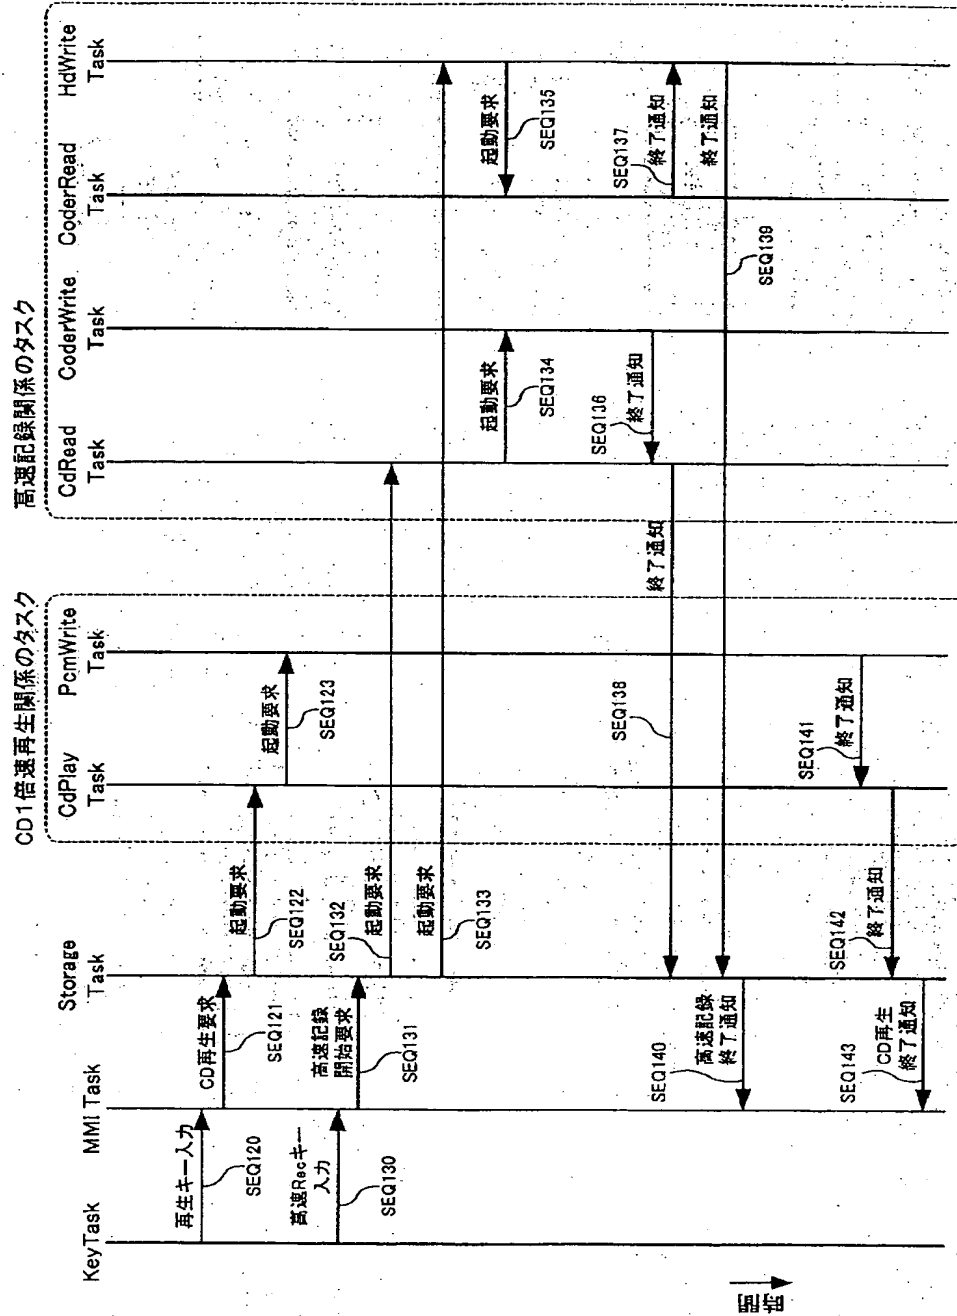 CD1倍速再生関係のタスク
高速記録関係のタスク
KeyTask
MMI Task
Storage
Task
CdPlay
Task
PcmWrite
Task
CdRead
Task
CoderWrite
Task
CoderRead
Task
HdWrite
Task
再生キー入力
SEQ120
CD再生要求
SEQ121
起動要求
SEQ122
起動要求
SEQ123
高速Recキー
入力
SEQ130
高速記録
開始要求
SEQ131
起動要求
SEQ132
起動要求
SEQ133
起動要求
SEQ134
起動要求
SEQ135
終了通知
SEQ136
終了通知
SEQ137
終了通知
SEQ138
終了通知
SEQ139
高速記録
終了通知
SEQ140
終了通知
SEQ141
終了通知
SEQ142
CD再生
終了通知
SEQ143
時間